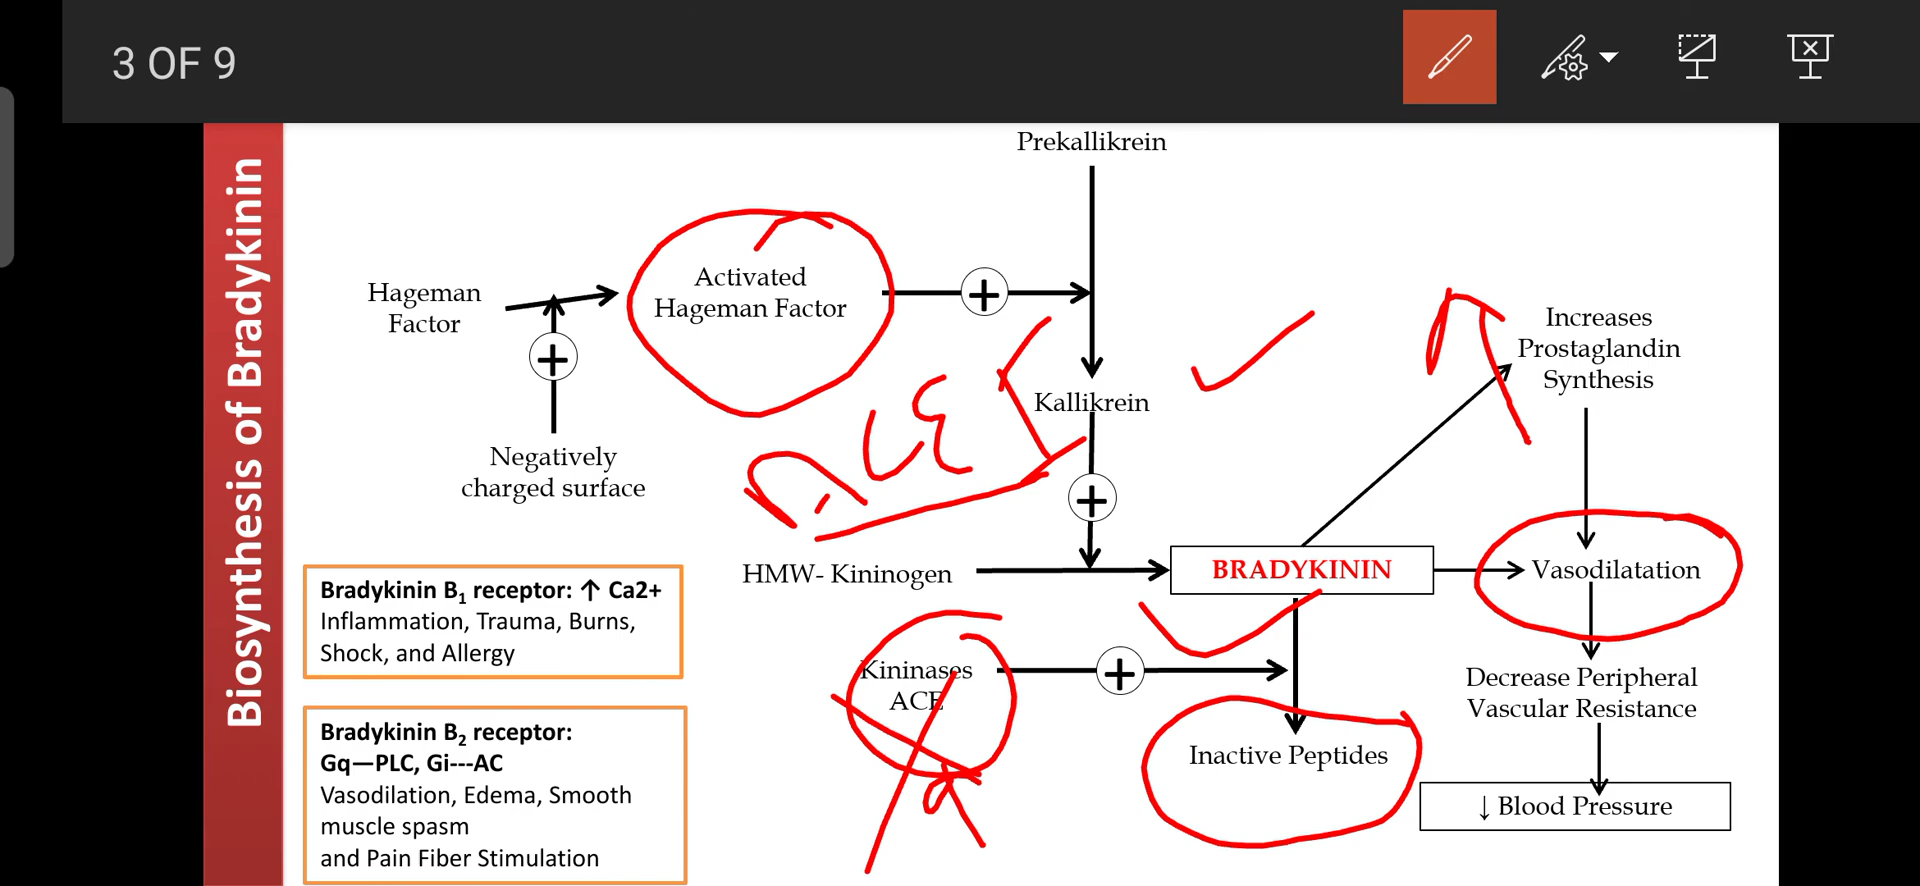 3 OF 9
Biosynthesis of Bradykinin
Prekallikrein
Hageman
Factor
+
Negatively
charged surface
Activated
Hageman Factor
+
Kallikrein
+
HMW- Kininogen
BRADYKININ
Increases
Prostaglandin
Synthesis
Vasodilatation
Decrease Peripheral
Vascular Resistance
↓ Blood Pressure
Kininases
ACE
+
Inactive Peptides
Bradykinin B₁ receptor: ↑ Ca2+
Inflammation, Trauma, Burns,
Shock, and Allergy
Bradykinin B₂ receptor:
Gq—PLC, Gi---AC
Vasodilation, Edema, Smooth
muscle spasm
and Pain Fiber Stimulation